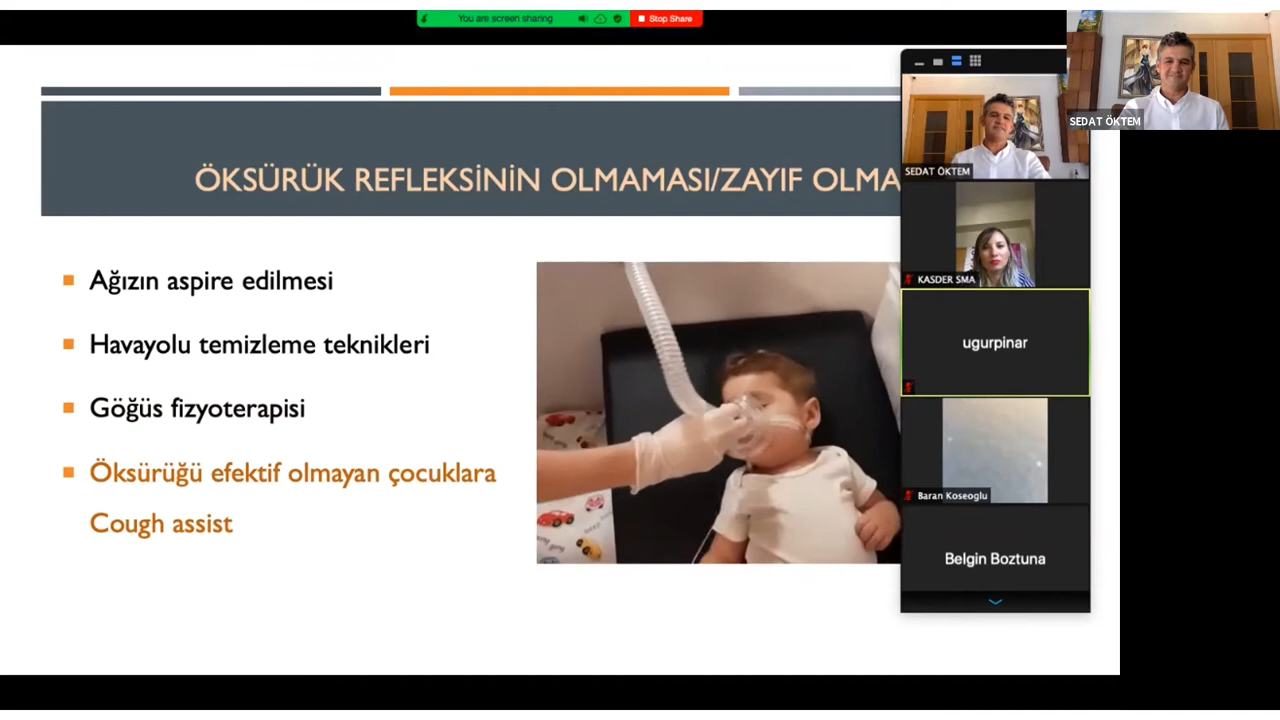 You are screen sharing
Stop Share
SEDAT ÖKTEM
ÖKSÜRÜK REFLEKSİNİN OLMAMASI/ZAYIF OLMA
Ağızın aspire edilmesi
Havayolu temizleme teknikleri
Göğüs fizyoterapisi
Öksürüğü efektif olmayan çocuklara
Cough assist
SEDAT ÖKTEM
KASDER SMA
ugurpinar
Baran Koseoglu
Belgin Boztuna